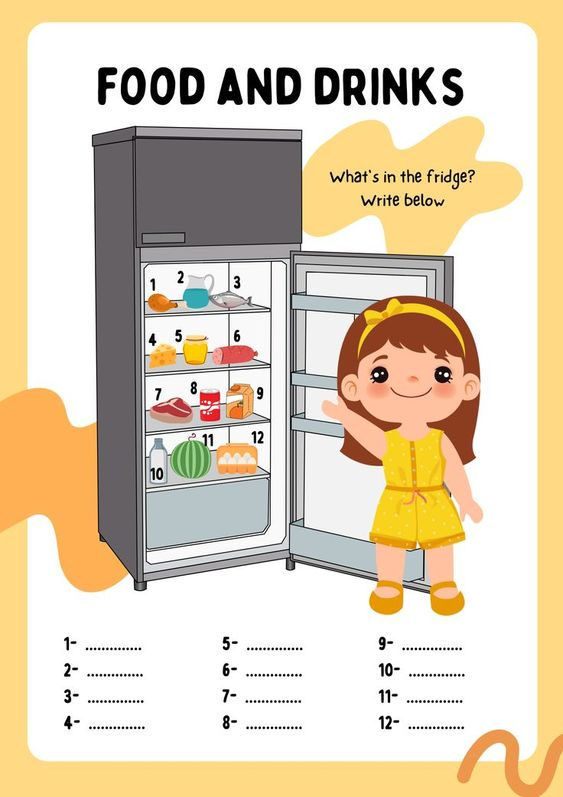 FOOD AND DRINKS
What's in the fridge?
Write below
1 2 3
4 5 6
7 8 9
10 11 12
1- ..............
2- ..............
3- ..............
4- ..............
5- ..............
6- ..............
7- ..............
8- ..............
9- ..............
10- ..............
11- ..............
12- ..............